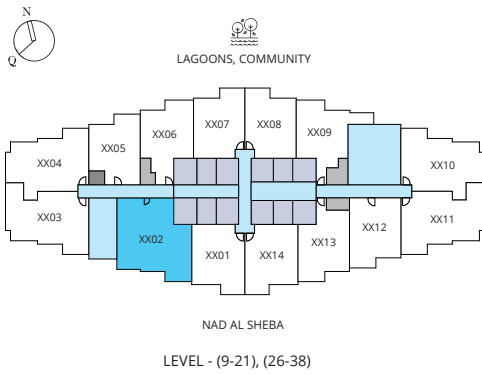 N
Q
LAGOONS, COMMUNITY
XX07 XX08
XX05 XX06 XX09
XX04 XX10
XX03 XX11
XX02 XX01 XX14 XX13 XX12
NAD AL SHEBA
LEVEL - (9-21), (26-38)